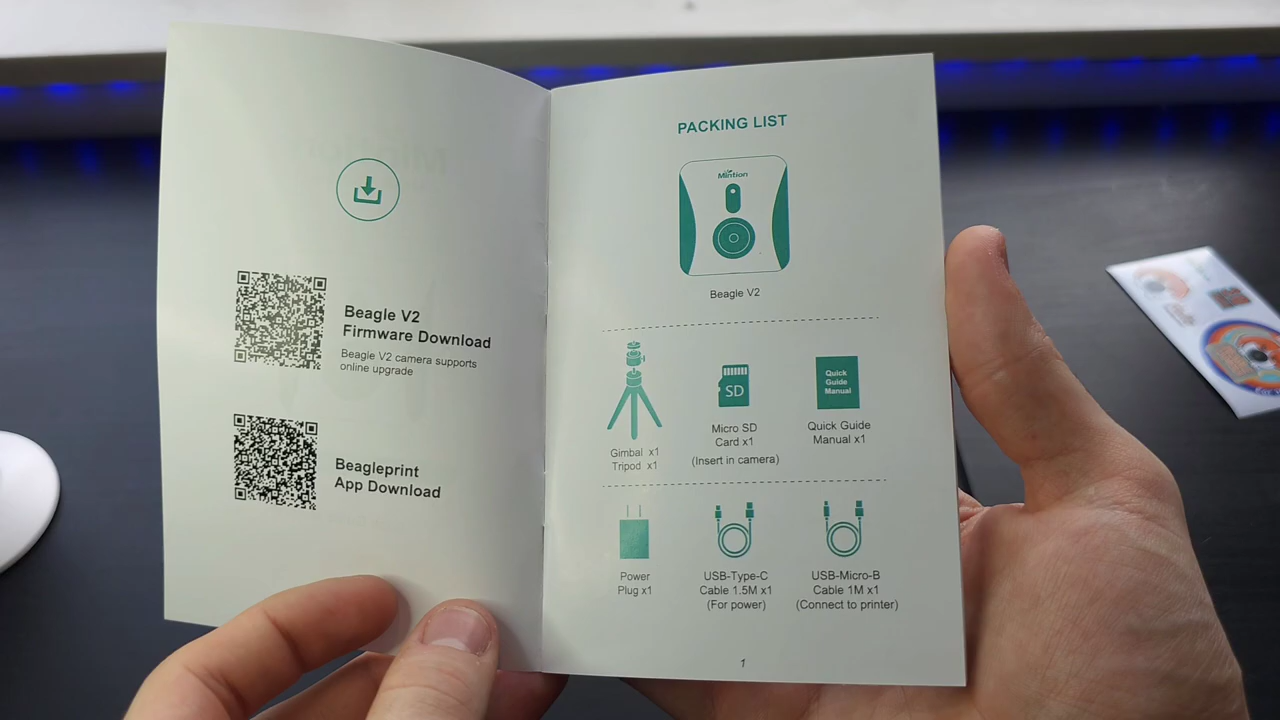 Beagle V2
Firmware Download
Beagle V2 camera supports
online upgrade
Beagleprint
App Download
PACKING LIST
Mintion
Beagle V2
Gimbal x1
Tripod x1
SD
Micro SD
Card x1
(Insert in camera)
Quick
Guide
Manual
Quick Guide
Manual x1
Power
Plug x1
USB-Type-C
Cable 1.5M x1
(For power)
USB-Micro-B
Cable 1M x1
(Connect to printer)
1